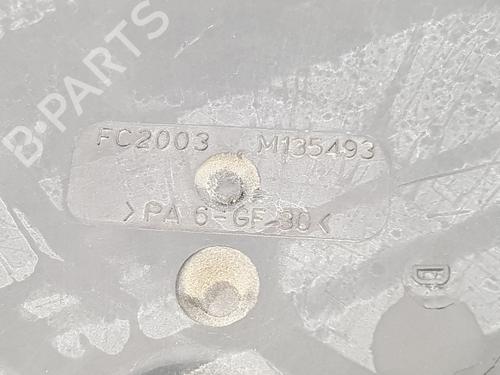 B-PARTS
FC2003 M135493
>PA 6-GF 30<
D